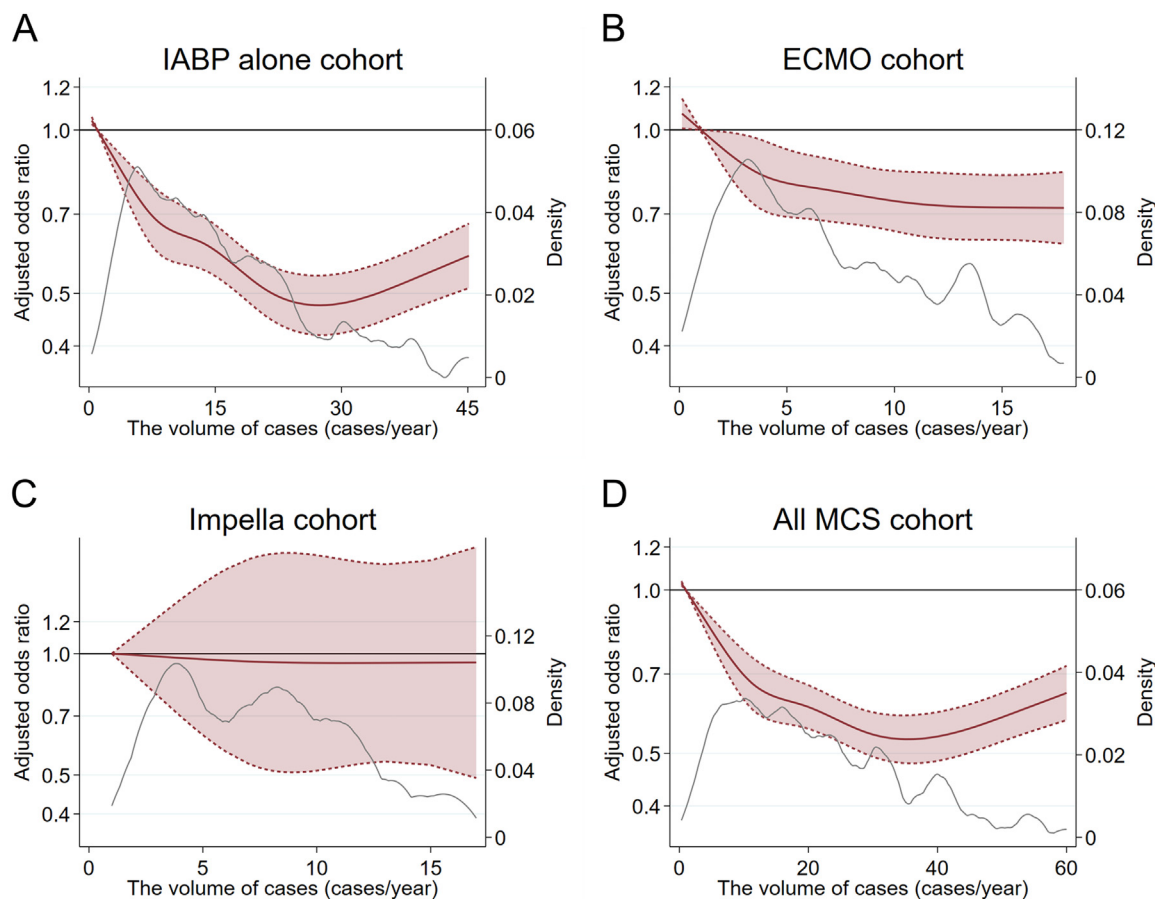 A
IABP alone cohort
Adjusted odds ratio
1.2
1.0
0.7
0.5
0.4
0.06
0.04
0.02
0
Density
0
15
30
45
The volume of cases (cases/year)
B
ECMO cohort
Adjusted odds ratio
1.2
1.0
0.7
0.5
0.4
0.12
0.08
0.04
0
Density
0
5
10
15
The volume of cases (cases/year)
C
Impella cohort
Adjusted odds ratio
1.2
1.0
0.7
0.5
0.4
0.12
0.08
0.04
0
Density
0
5
10
15
The volume of cases (cases/year)
D
All MCS cohort
Adjusted odds ratio
1.2
1.0
0.7
0.5
0.4
0.06
0.04
0.02
0
Density
0
20
40
60
The volume of cases (cases/year)